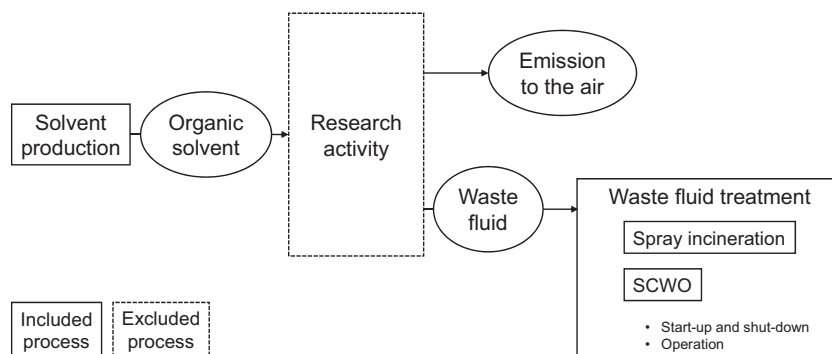 Solvent
production
Organic
solvent
Research
activity
Emission
to the air
Waste
fluid
Waste fluid treatment
Spray incineration
SCWO
• Start-up and shut-down
• Operation
Included
process
Excluded
process